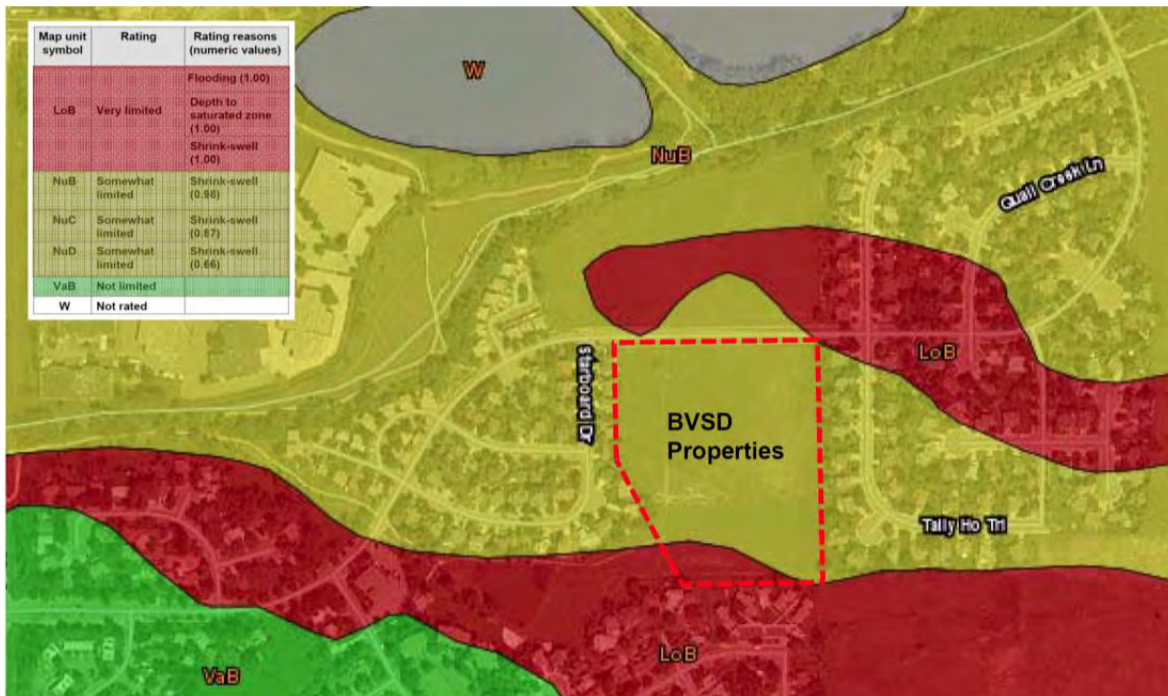 Map unit symbol Rating Rating reasons (numeric values)
LoB Very limited Flooding (1.00)
Depth to saturated zone (1.00)
Shrink-swell (1.00)
NuB Somewhat limited Shrink-swell (0.98)
NuC Somewhat limited Shrink-swell (0.87)
NuD Somewhat limited Shrink-swell (0.66)
VaB Not limited
W Not rated
W
NuB
Quail Creek Ln
LoB
starboard Dr
BVSD
Properties
Tally Ho Trl
LoB
VaB